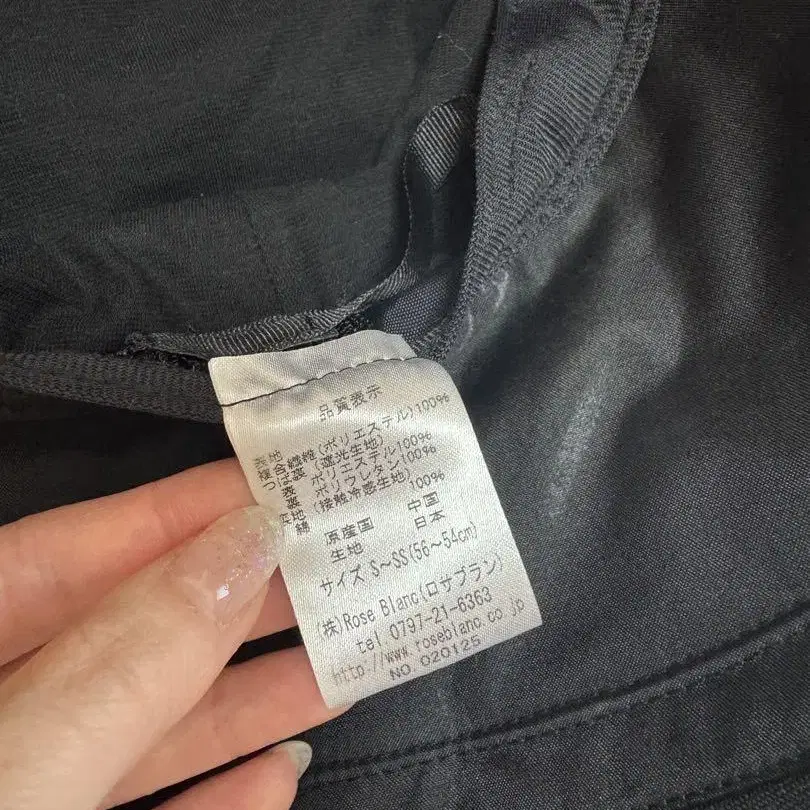 品質表示
表地 (ポリエステル)100%
複合繊維 (遮光生地)
つば表裏 ポリエステル100%
ポリウタン100%
裏地 綿 100%
(接触冷感生地)
原産国 中国
生地 日本
サイズ S~SS(56~54cm)
(株)Rose Blanc(ロサブラン)
tel 0797-21-6363
http://www.roseblanc.co.jp
NO.020125